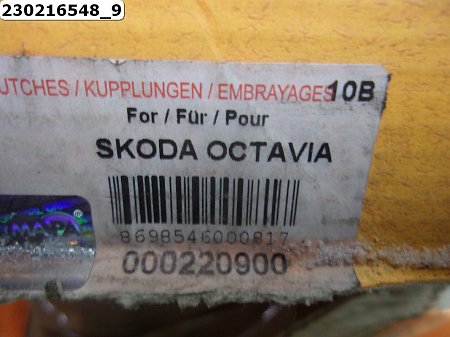 230216548_9
UTCHES / KUPPLUNGEN / EMBRAYAGES 10B
For / Für / Pour
SKODA OCTAVIA
8698546000817
000220900